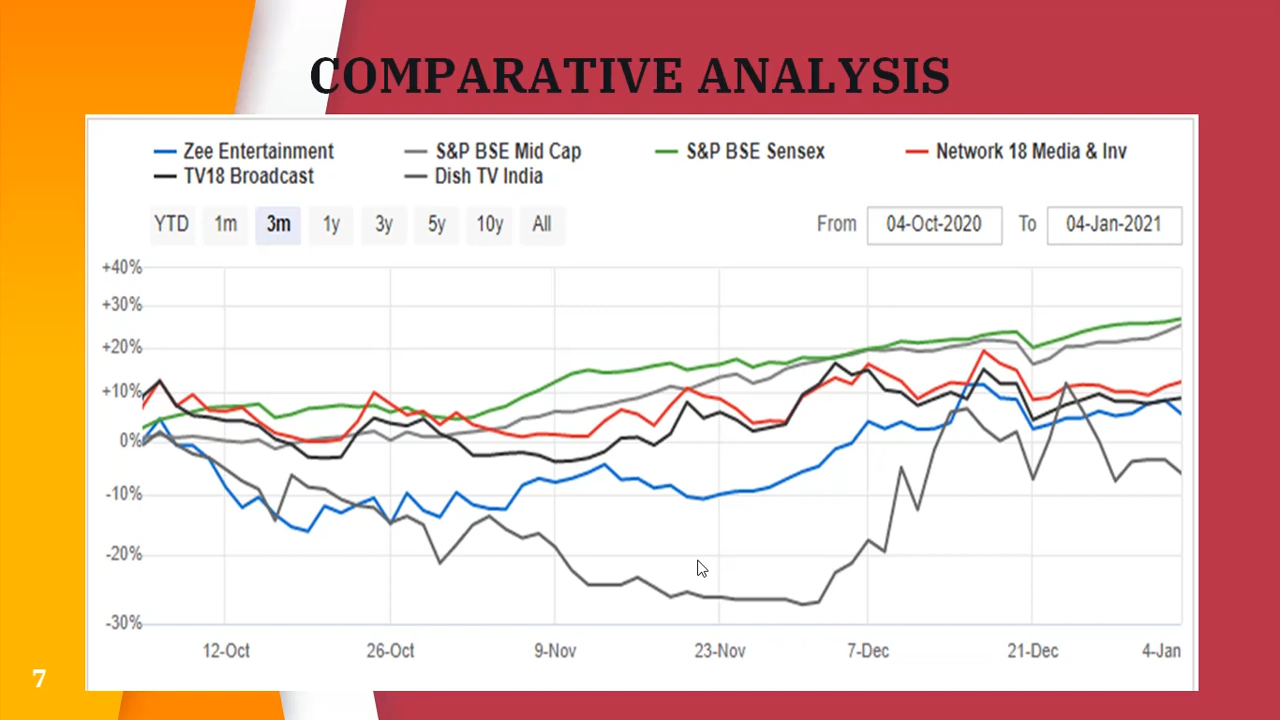 COMPARATIVE ANALYSIS
Zee Entertainment S&P BSE Mid Cap S&P BSE Sensex Network 18 Media & Inv
TV18 Broadcast Dish TV India
YTD 1m 3m 1y 3y 5y 10y All From 04-Oct-2020 To 04-Jan-2021
+40%
+30%
+20%
+10%
0%
-10%
-20%
-30%
12-Oct 26-Oct 9-Nov 23-Nov 7-Dec 21-Dec 4-Jan
7